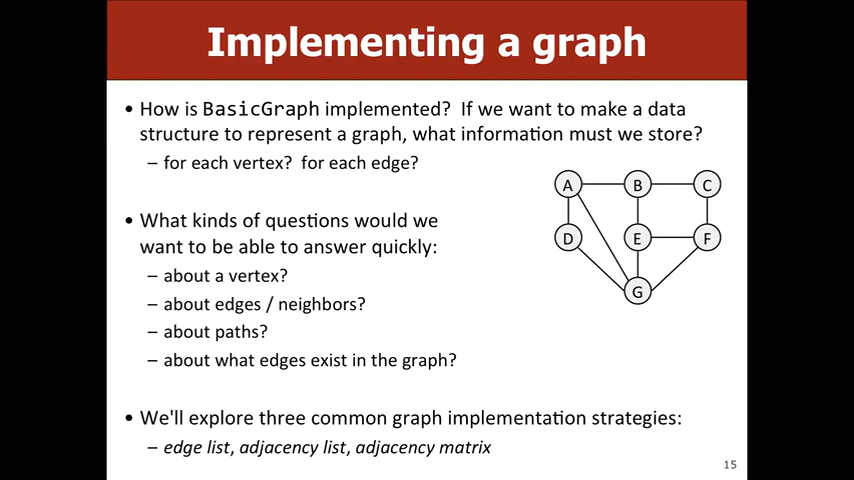 Implementing a graph
• How is BasicGraph implemented? If we want to make a data
structure to represent a graph, what information must we store?
– for each vertex? for each edge?
• What kinds of questions would we
want to be able to answer quickly:
– about a vertex?
– about edges / neighbors?
– about paths?
– about what edges exist in the graph?
A B C
D E F
G
• We'll explore three common graph implementation strategies:
– edge list, adjacency list, adjacency matrix
15